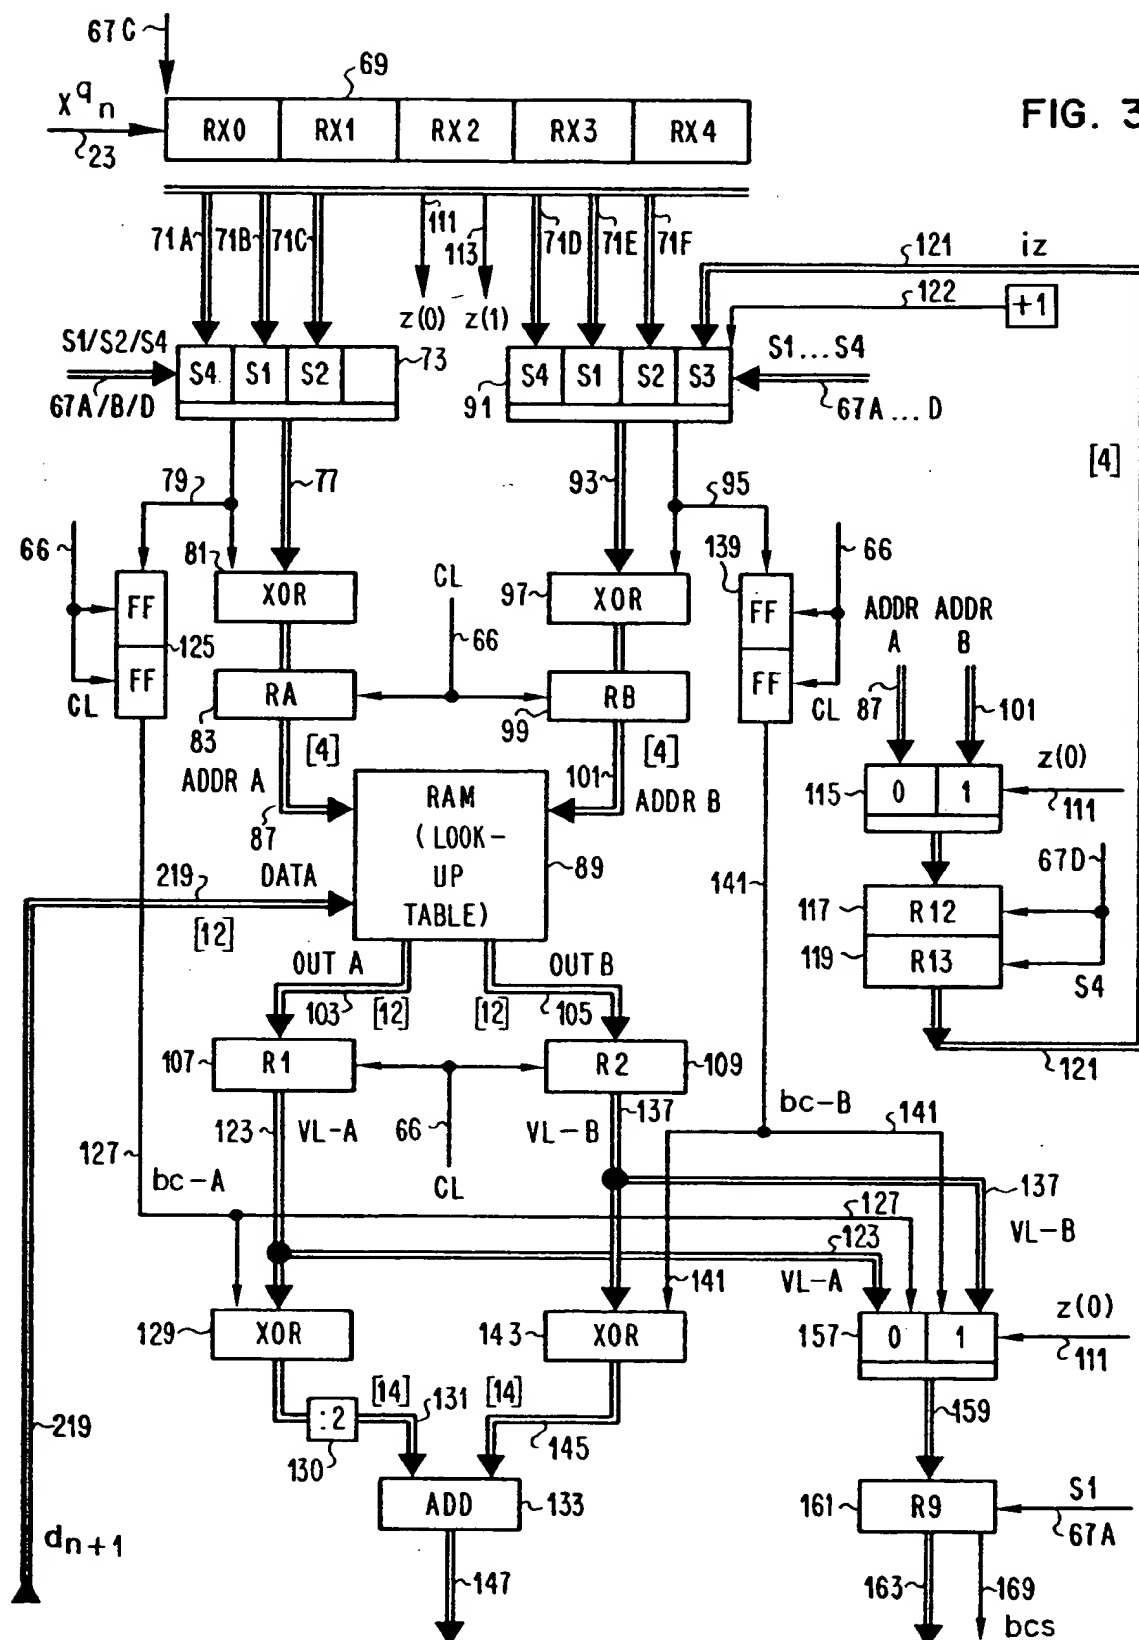 67C
69
FIG. 3
x^q_n
23
RX0 RX1 RX2 RX3 RX4
71A 71B 71C 111 113 71D 71E 71F
121 iz
122 +1
z(0) z(1)
S1/S2/S4
67A/B/D
S4 S1 S2
73
91
S4 S1 S2 S3
S1...S4
67A...D
[4]
79 77 93 95
66 81 XOR CL 97 XOR 139 66
FF
125
FF
CL
66
FF
FF
CL
ADDR A
ADDR B
87 101
RA
83
[4]
RB
99
[4]
ADDR A
87
101
ADDR B
RAM
(LOOK-
UP
TABLE)
89
115 0 1
z(0)
111
67D
219 DATA
[12]
141
117 R12
119 R13
S4
121
OUT A
103 [12]
OUT B
[12] 105
107 R1 R2 109
123 VL-A
66
CL
VL-B 137
bc-B 141
127
bc-A
127
123
VL-A
141
137
VL-B
129 XOR 143 XOR
157 0 1
z(0)
111
[14] 131
[14]
:2
130
145
159
219
ADD 133
161 R9
S1
67A
d_{n+1}
147
163 169
bcs